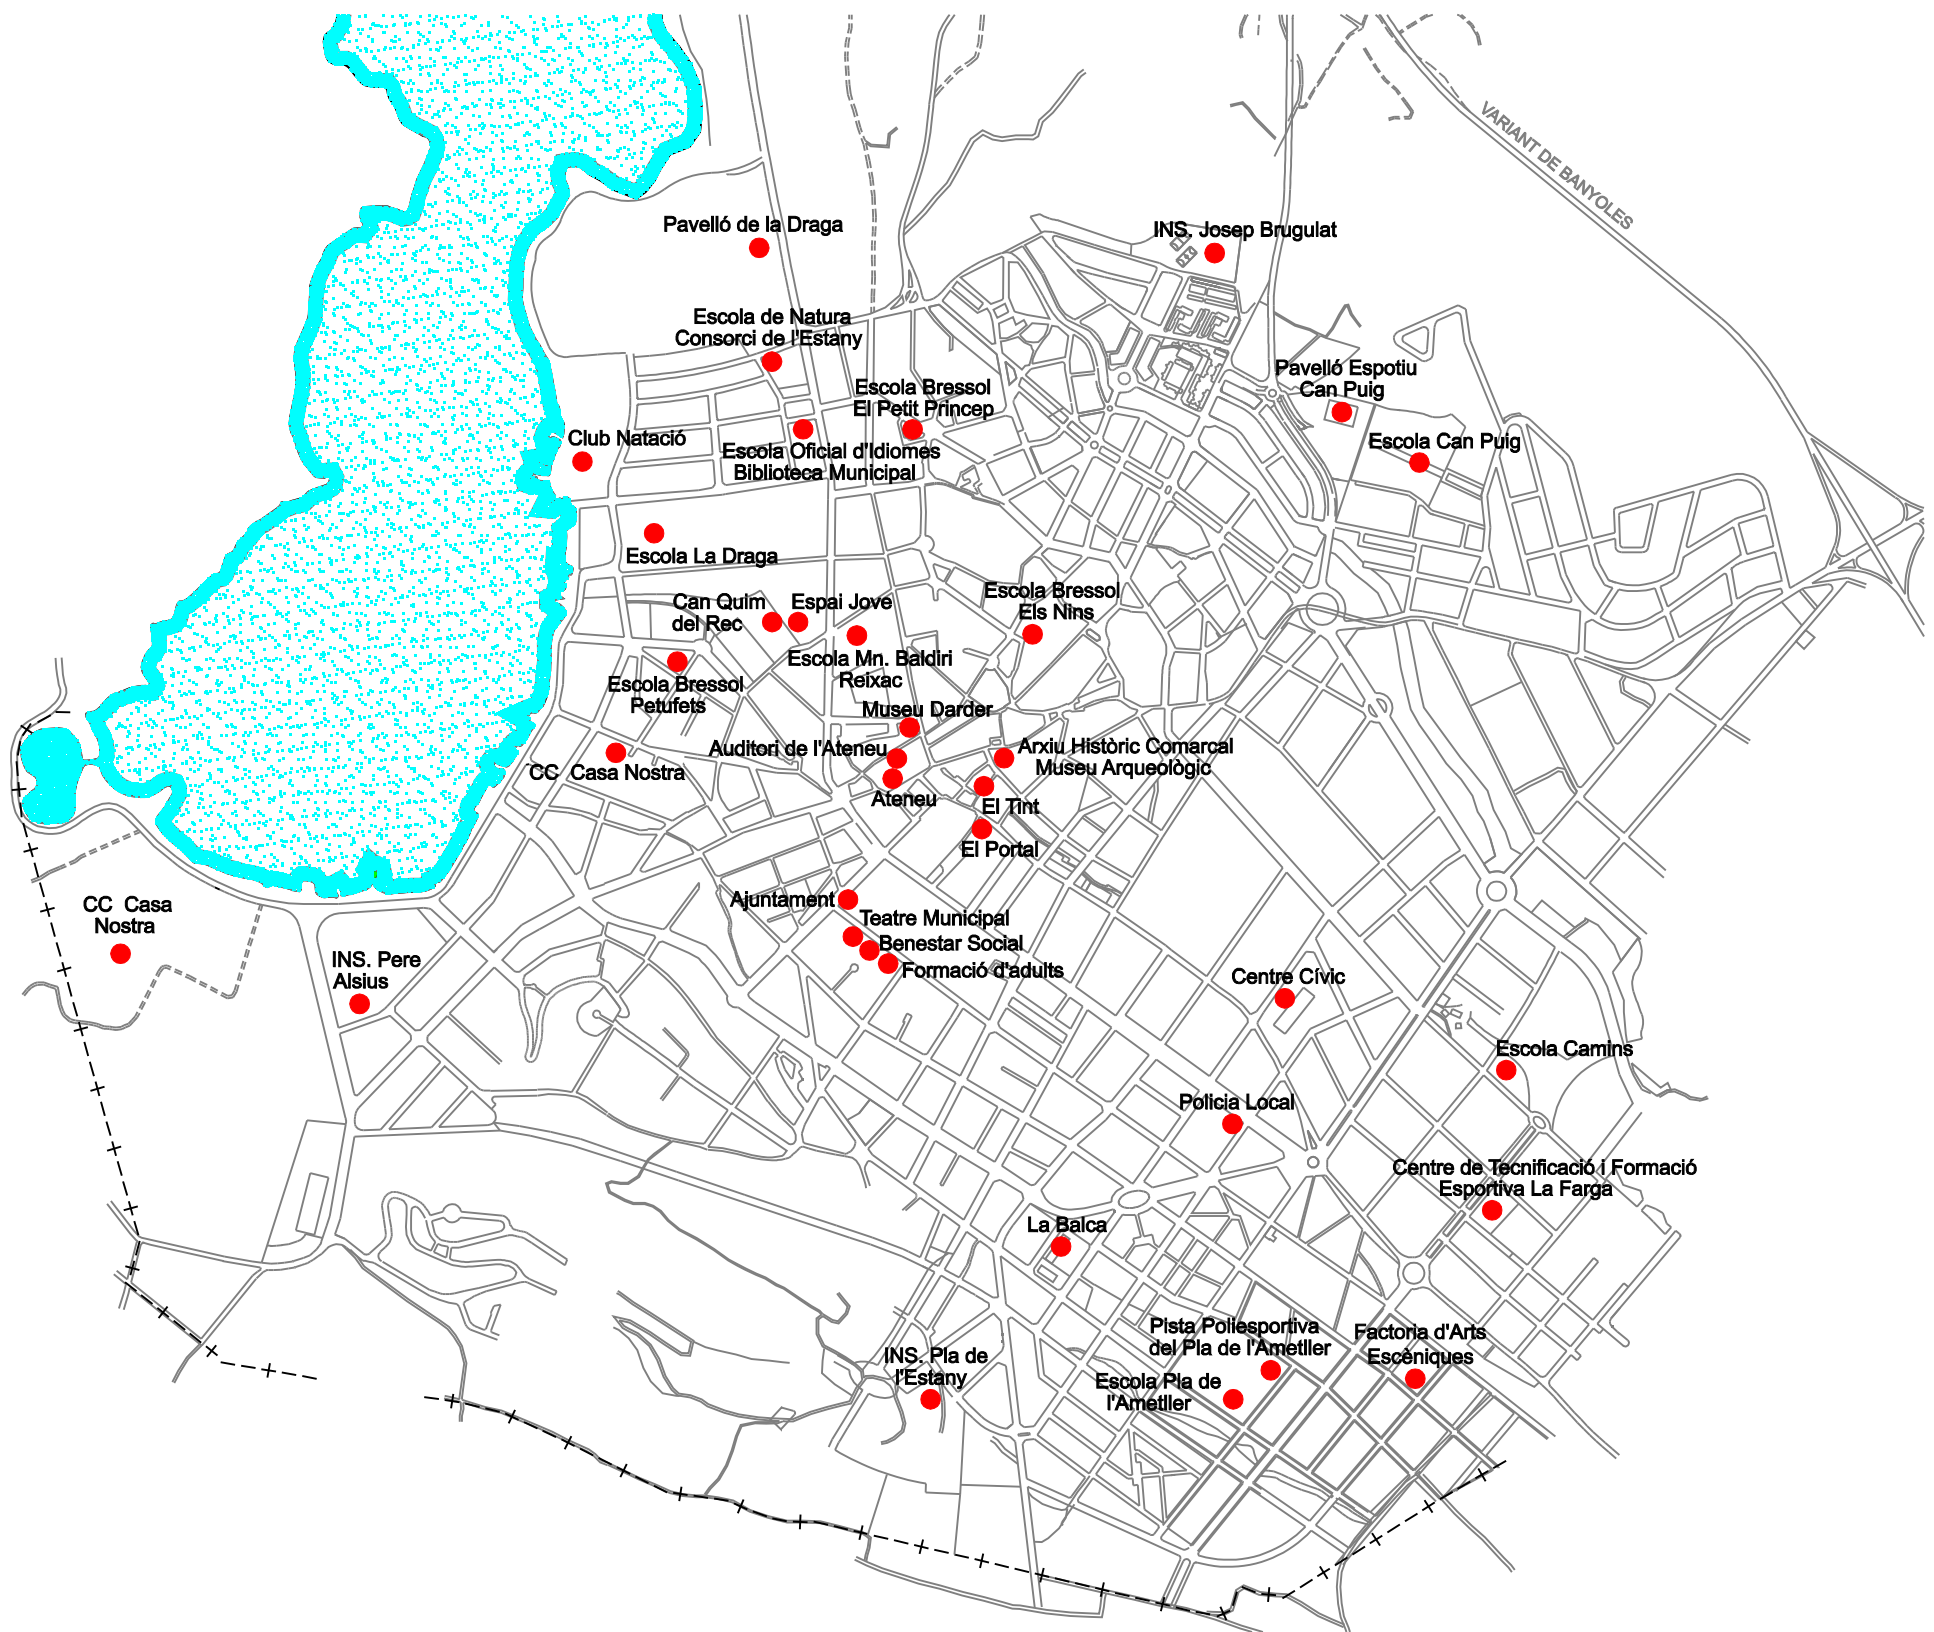 VARIANT DE BANYOLES
Pavelló de la Draga
INS. Josep Brugulat
Escola de Natura
Consorci de l'Estany
Escola Bressol
El Petit Princep
Pavelló Espotiu
Can Puig
Club Natació
Escola Can Puig
Escola Oficial d'Idiomes
Biblioteca Municipal
Escola La Draga
Can Quim
del Rec
Espai Jove
Escola Bressol
Els Nins
Escola Mn. Baldiri
Reixac
Escola Bressol
Petufets
Museu Darder
Auditori de l'Ateneu
Arxiu Històric Comarcal
Museu Arqueològic
CC  Casa Nostra
Ateneu
El Tint
El Portal
Ajuntament
CC  Casa
Nostra
Teatre Municipal
Benestar Social
Formació d'adults
INS. Pere
Alsius
Centre Cívic
Escola Camins
Policia Local
Centre de Tecnificació i Formació
Esportiva La Farga
La Balca
Pista Poliesportiva
del Pla de l'Ametller
Factoria d'Arts
Escèniques
INS. Pla de
l'Estany
Escola Pla de
l'Ametller